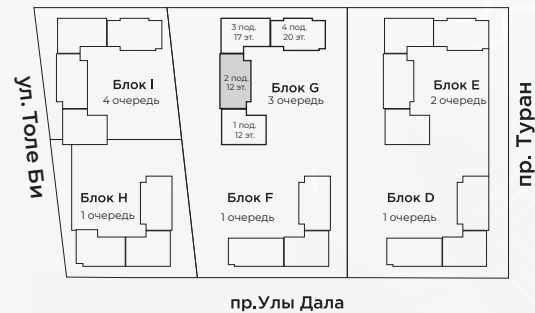 3 под.
17 эт.
4 под.
20 эт.
Блок I
4 очередь
2 под.
12 эт.
Блок G
3 очередь
Блок E
2 очередь
1 под.
12 эт.
ул. Толе Би
пр. Туран
Блок H
1 очередь
Блок F
1 очередь
Блок D
1 очередь
пр.Улы Дала